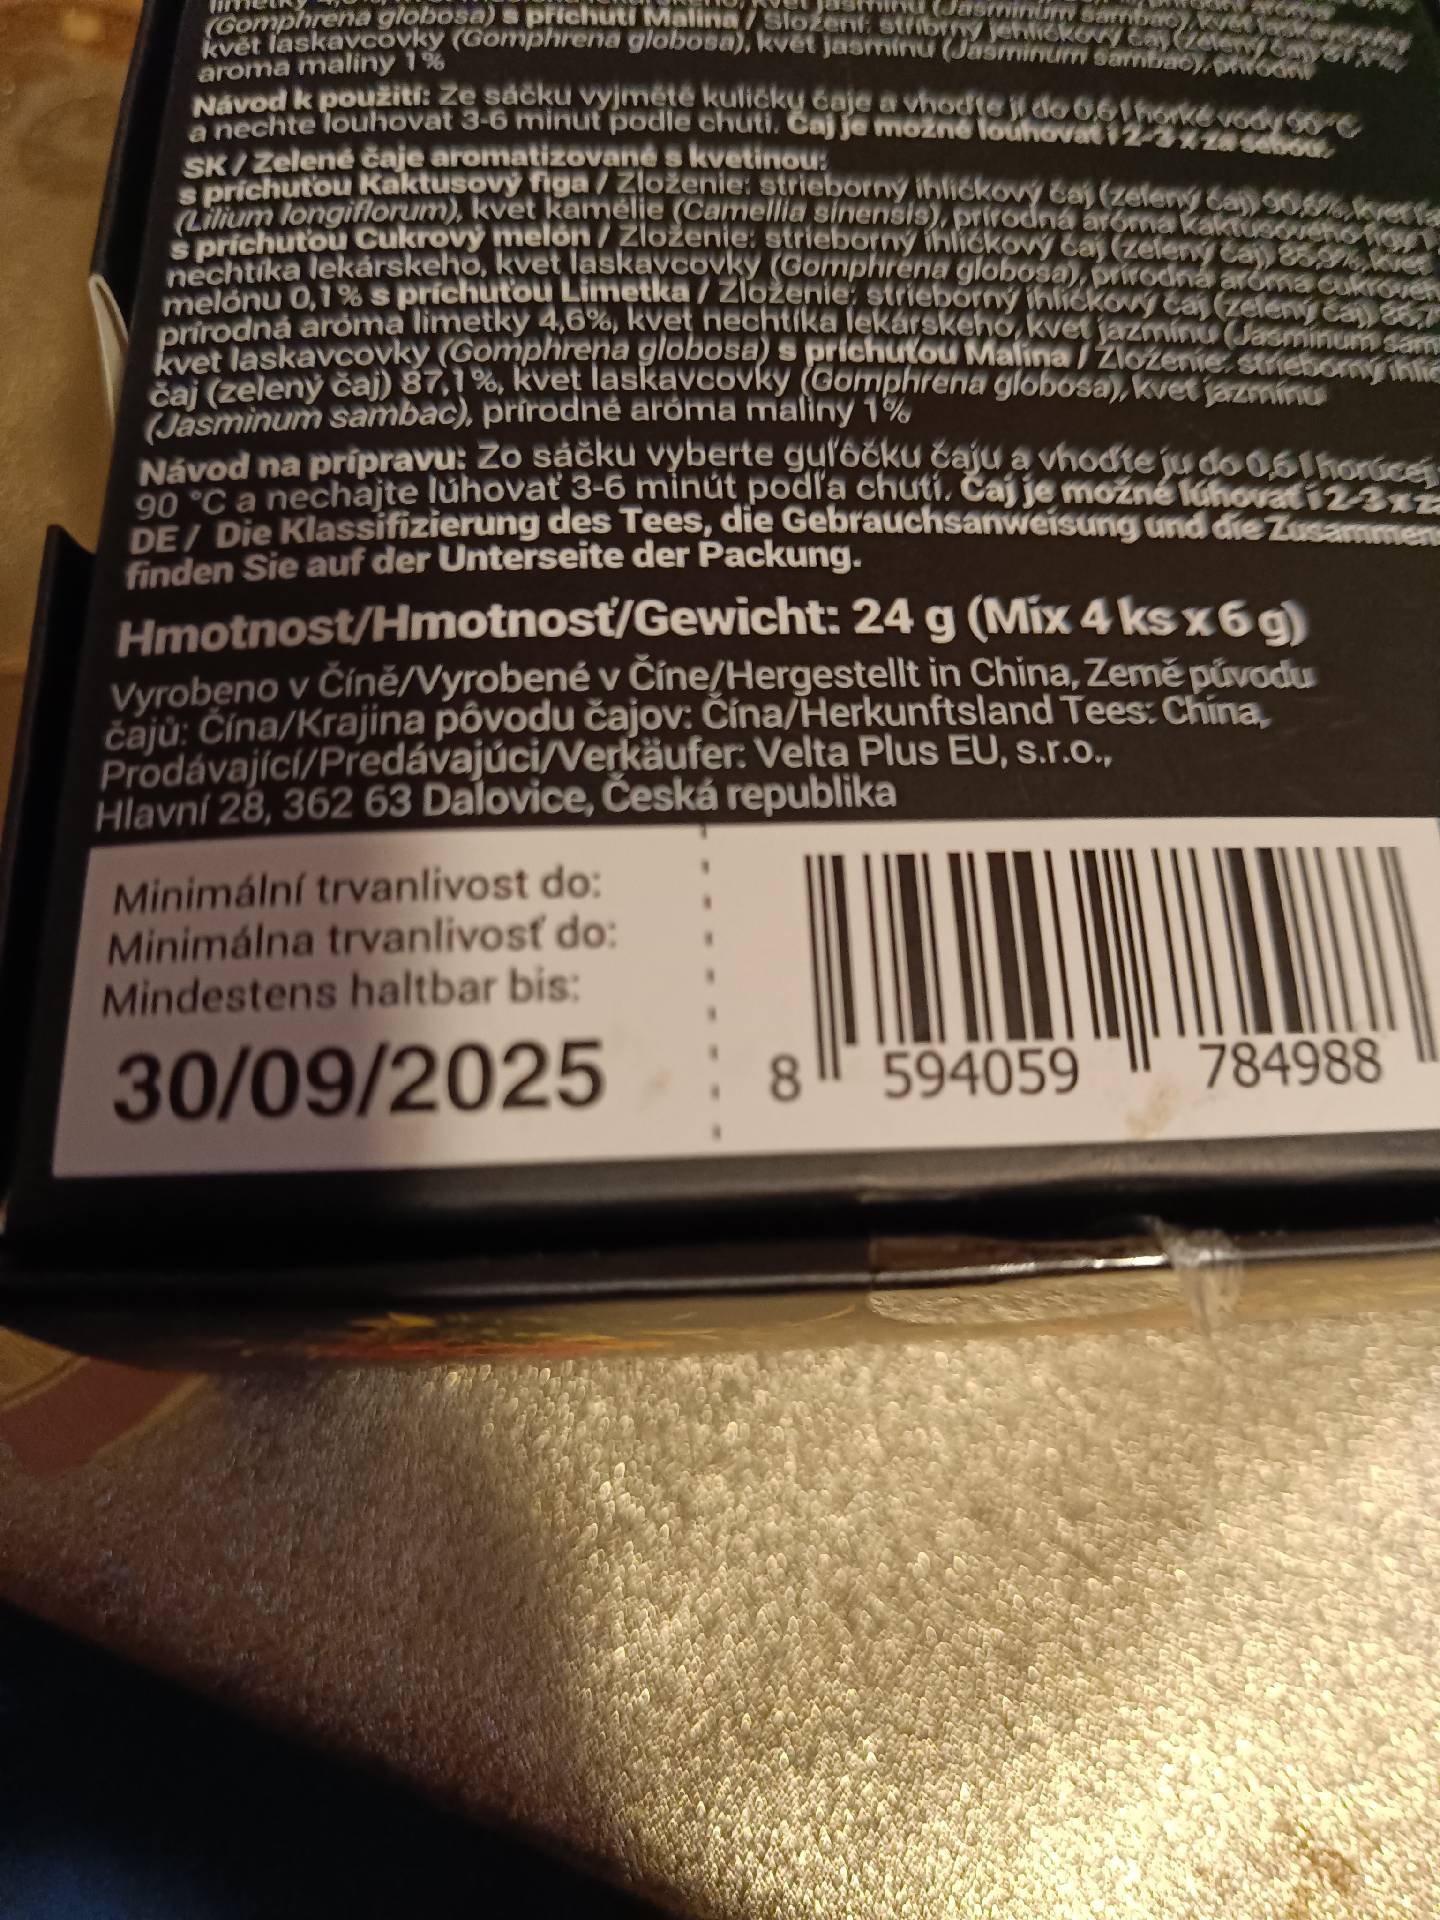 (Gomphrena globosa) s příchutí Malina / Složení: stříbrný jehličkový čaj (zelený čaj) 87,1%,
květ laskavcovky (Gomphrena globosa), květ jasmínu (Jasminum sambac), přírodní
aroma maliny 1%
Návod k použití: Ze sáčku vyjměte kuličku čaje a vhoďte ji do 0,6 l horké vody 90 °C
a nechte louhovat 3-6 minut podle chuti. Čaj je možné louhovat i 2-3 x za sebou.
SK / Zelené čaje aromatizované s kvetinou:
s príchuťou Kaktusový figa / Zloženie: strieborný ihličkový čaj (zelený čaj) 90,6%, kvet
(Lilium longiflorum), kvet kamélie (Camellia sinensis), prírodná aróma kaktusového figy
s príchuťou Cukrový melón / Zloženie: strieborný ihličkový čaj (zelený čaj) kvet
nechtíka lekárskeho, kvet laskavcovky (Gomphrena globosa), prírodná aróma
melónu 0,1% s príchuťou Limetka / Zloženie: strieborný ihličkový čaj (zelený čaj)
prírodná aróma limetky 4,6%, kvet nechtíka lekárskeho, kvet jazmínu (Jasminum
kvet laskavcovky (Gomphrena globosa) s príchuťou Malina / Zloženie: strieborný
čaj (zelený čaj) 87,1%, kvet laskavcovky (Gomphrena globosa), kvet jazmínu
(Jasminum sambac), prírodné aróma maliny 1%
Návod na prípravu: Zo sáčku vyberte guľôčku čaju a vhoďte ju do 0,6 l horúcej
90 °C a nechajte lúhovať 3-6 minút podľa chuti. Čaj je možné lúhovať i 2-3 x
DE / Die Klassifizierung des Tees, die Gebrauchsanweisung und die
finden Sie auf der Unterseite der Packung.
Hmotnost/Hmotnosť/Gewicht: 24 g (Mix 4 ks x 6 g)
Vyrobeno v Číně/Vyrobené v Číne/Hergestellt in China, Země původu
čajů: Čína/Krajina pôvodu čajov: Čína/Herkunftsland Tees: China,
Prodávající/Predávajúci/Verkäufer: Velta Plus EU, s.r.o.,
Hlavní 28, 362 63 Dalovice, Česká republika
Minimální trvanlivost do:
Minimálna trvanlivosť do:
Mindestens haltbar bis:
30/09/2025
8 594059 784988